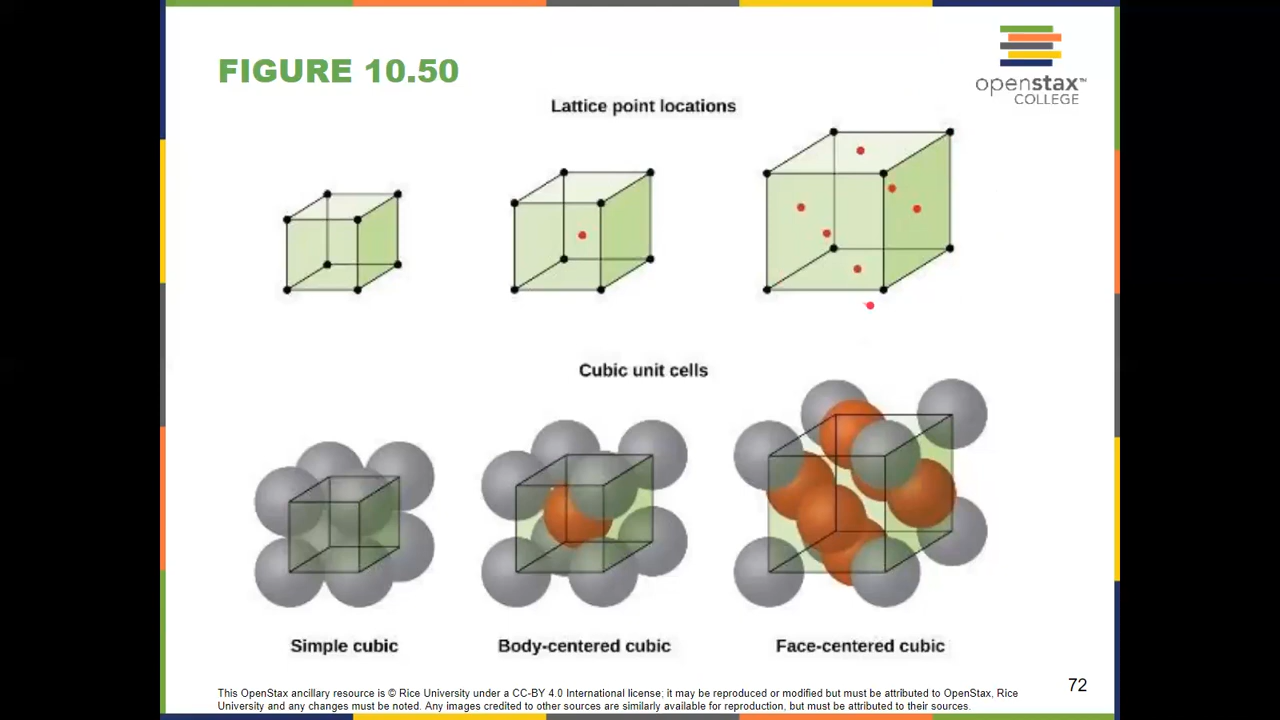 FIGURE 10.50
openstax™
COLLEGE
Lattice point locations
Cubic unit cells
Simple cubic
Body-centered cubic
Face-centered cubic
This OpenStax ancillary resource is © Rice University under a CC-BY 4.0 International license; it may be reproduced or modified but must be attributed to OpenStax, Rice
University and any changes must be noted. Any images credited to other sources are similarly available for reproduction, but must be attributed to their sources.
72